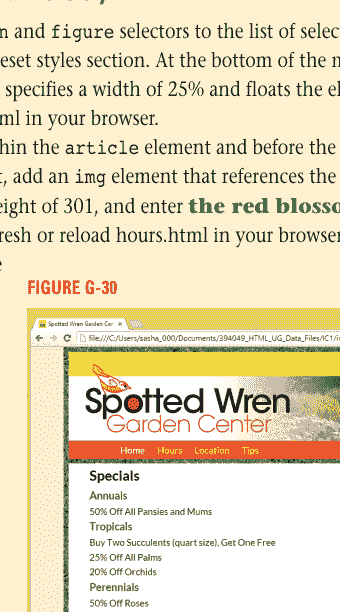 n and figure selectors to the list of selec
eset styles section. At the bottom of the m
specifies a width of 25% and floats the el
ml in your browser.
hin the article element and before the
t, add an img element that references the
eight of 301, and enter the red blosso
resh or reload hours.html in your browser
e
FIGURE G-30
Spotted Wren Garden Cen
file:///C:/Users/sasha_000/Documents/394049_HTML_UG_Data_Files/IC1/i
Spotted Wren
Garden Center
Home Hours Location Tips
Specials
Annuals
50% Off All Pansies and Mums
Tropicals
Buy Two Succulents (quart size), Get One Free
25% Off All Palms
20% Off Orchids
Perennials
50% Off Roses